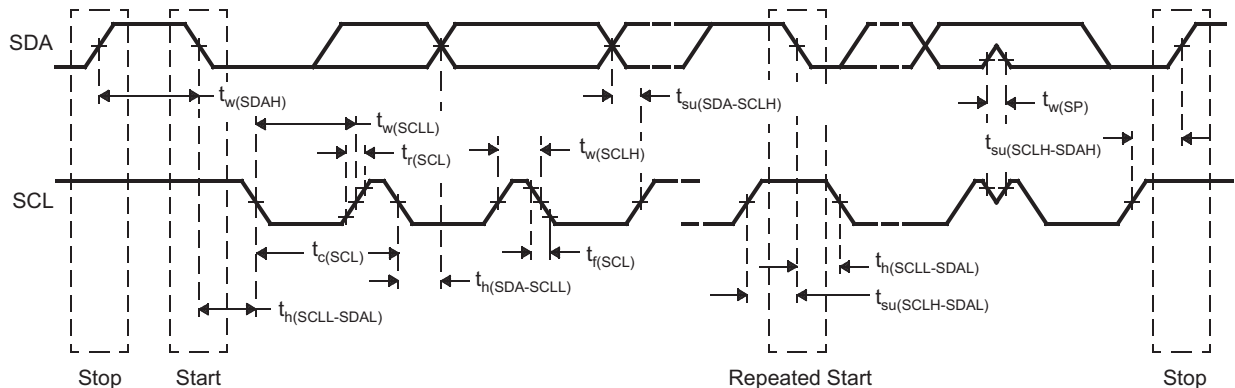 SDA
t_w(SDAH)
t_su(SDA-SCLH)
t_w(SP)
t_w(SCLL)
t_r(SCL)
t_w(SCLH)
t_su(SCLH-SDAH)
SCL
t_c(SCL)
t_f(SCL)
t_h(SCLL-SDAL)
t_h(SDA-SCLL)
t_su(SCLH-SDAL)
t_h(SCLL-SDAL)
Stop
Start
Repeated Start
Stop